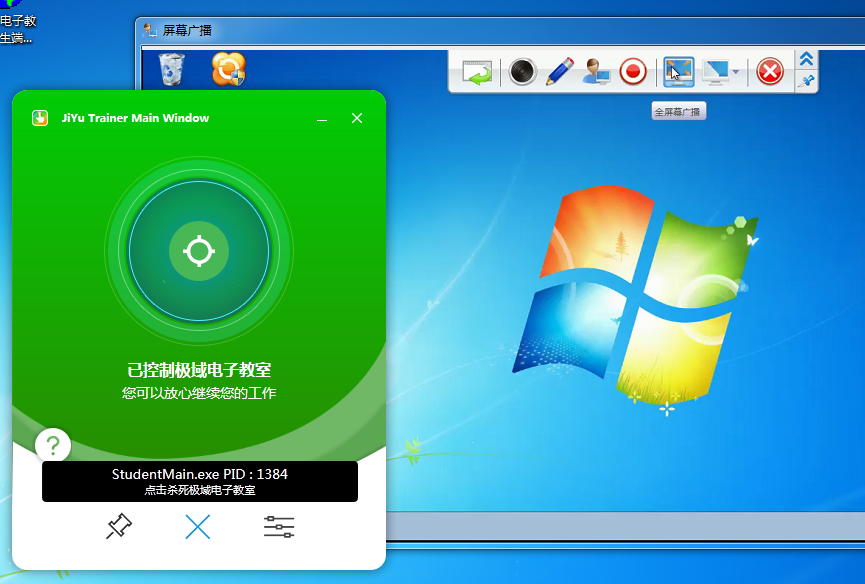 电子教
生端...
屏幕广播
全屏幕广播
JiYu Trainer Main Window
已控制极域电子教室
您可以放心继续您的工作
?
StudentMain.exe PID : 1384
点击杀死极域电子教室